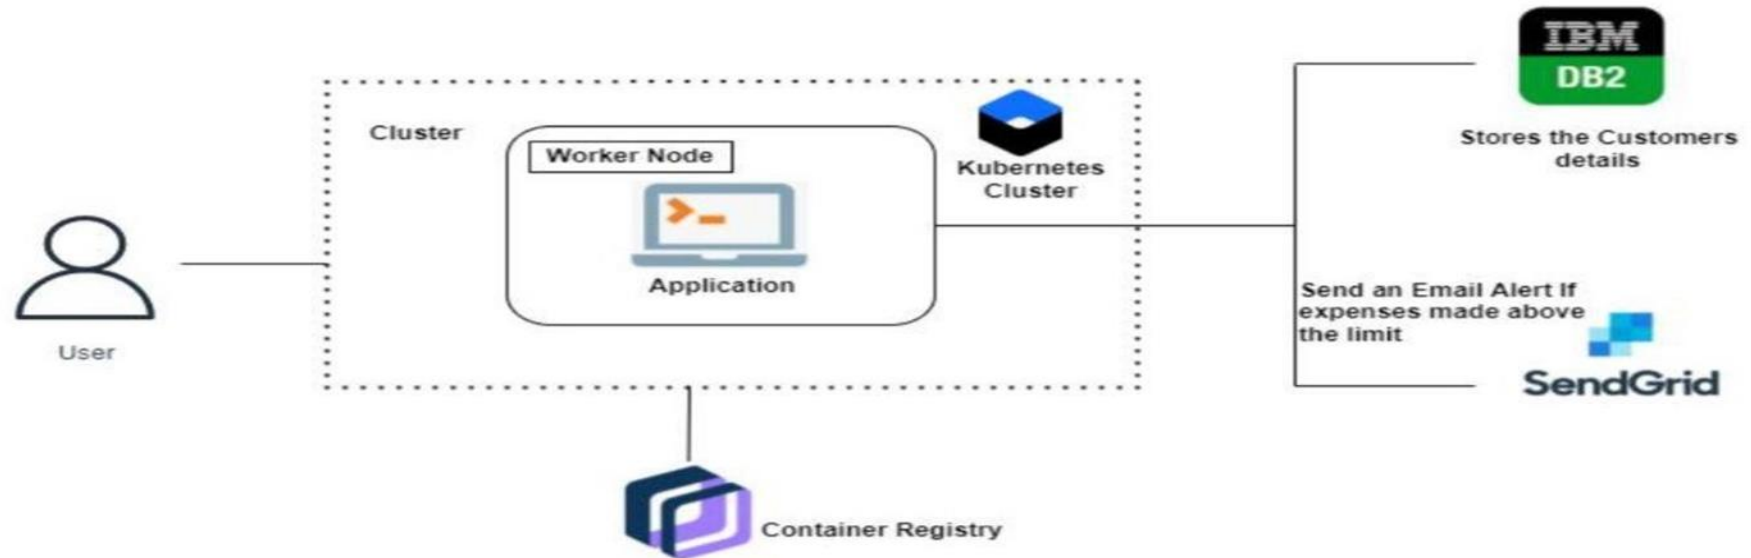 IBM
DB2
Cluster
Worker Node
Kubernetes
Cluster
Stores the Customers
details
Application
Send an Email Alert If
expenses made above
the limit
User
SendGrid
Container Registry